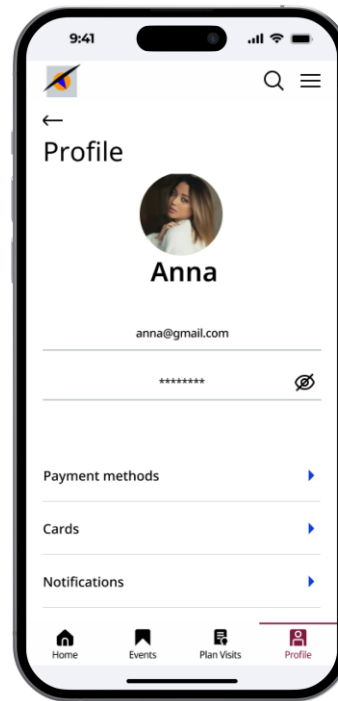 9:41
Profile
Anna
anna@gmail.com
********
Payment methods
Cards
Notifications
Home Events Plan Visits Profile